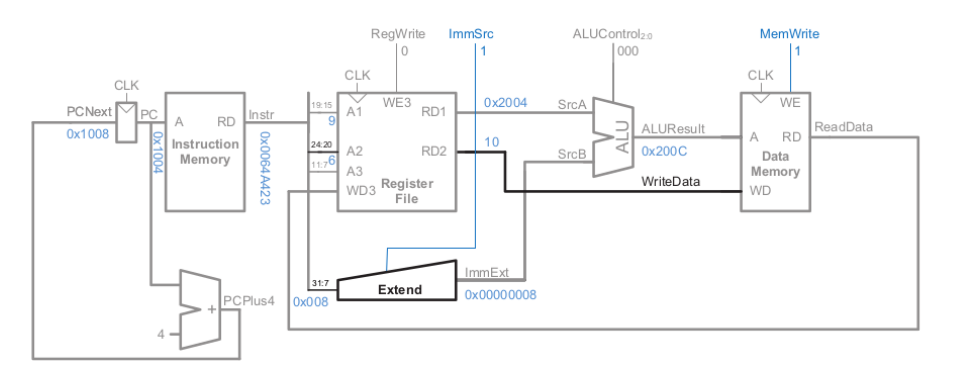 RegWrite
0
ImmSrc
1
ALUControl2:0
000
MemWrite
1
CLK
PCNext
0x1008
PC
0x1004
A RD
Instruction
Memory
Instr
0x0064A423
CLK
WE3
19:15
9
A1
RD1
0x2004
SrcA
24:20
6
A2
RD2
10
SrcB
11:7
A3
WD3
Register
File
ALU
ALUResult
0x200C
WriteData
CLK
WE
A RD
Data
Memory
WD
ReadData
31:7
0x008
Extend
ImmExt
0x00000008
4
+
PCPlus4